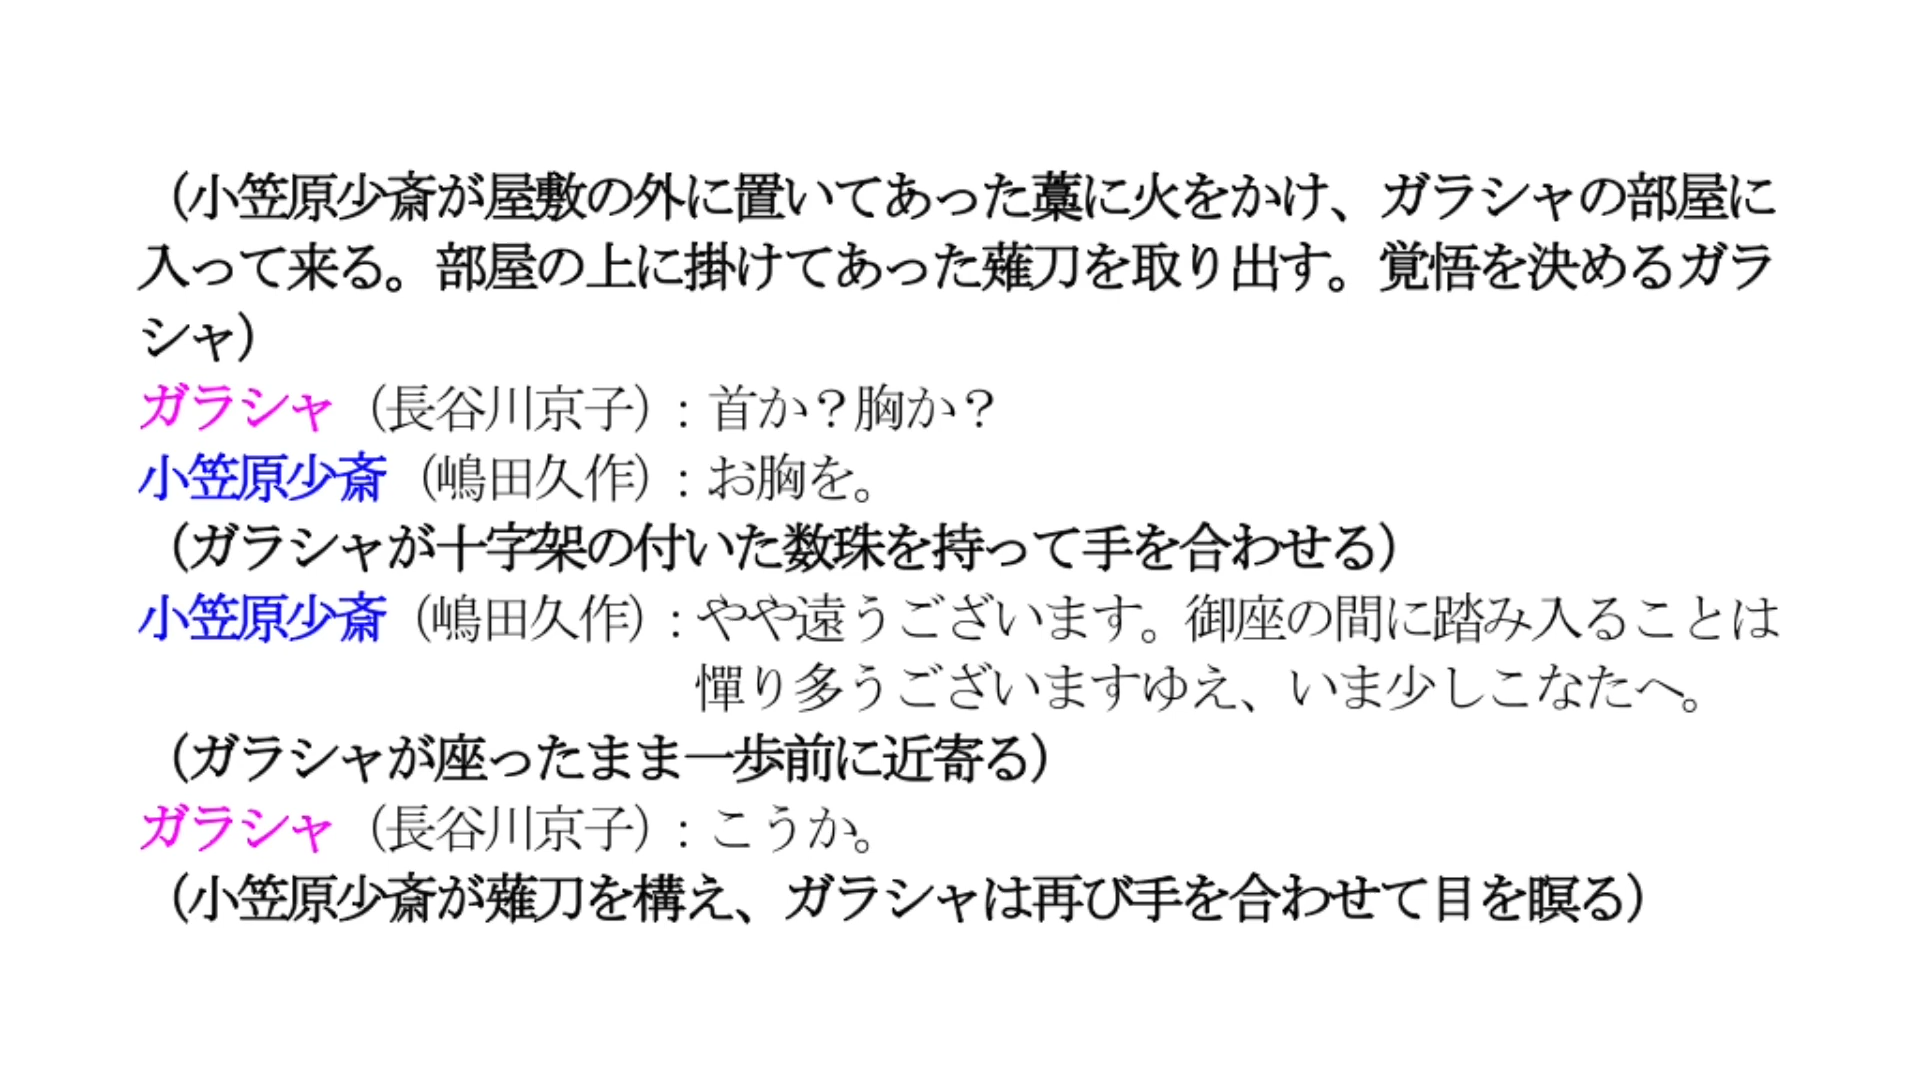 （小笠原少斎が屋敷の外に置いてあった藁に火をかけ、ガラシャの部屋に
入って来る。部屋の上に掛けてあった薙刀を取り出す。覚悟を決めるガラ
シャ）
ガラシャ（長谷川京子）：首か？胸か？
小笠原少斎（嶋田久作）：お胸を。
（ガラシャが十字架の付いた数珠を持って手を合わせる）
小笠原少斎（嶋田久作）：やや遠うございます。御座の間に踏み入ることは
憚り多うございますゆえ、いま少しこなたへ。
（ガラシャが座ったまま一歩前に近寄る）
ガラシャ（長谷川京子）：こうか。
（小笠原少斎が薙刀を構え、ガラシャは再び手を合わせて目を瞑る）